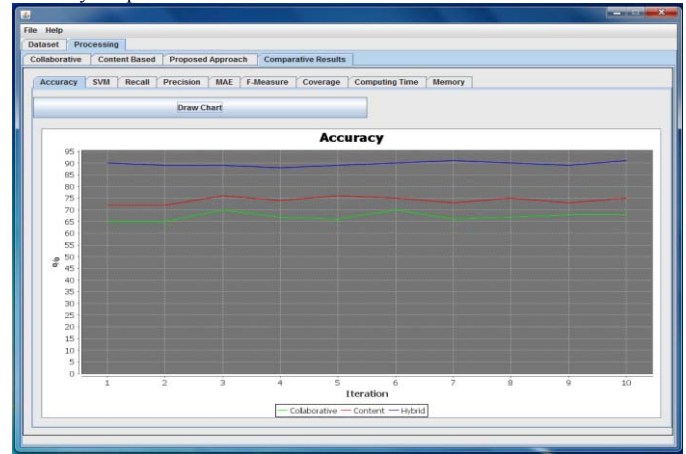 File Help
Dataset Processing
Collaborative Content Based Proposed Approach Comparative Results
Accuracy SVM Recall Precision MAE F-Measure Coverage Computing Time Memory
Draw Chart
Accuracy
95
90
85
80
75
70
65
60
55
50
45
40
35
30
25
20
15
10
5
0
%
1 2 3 4 5 6 7 8 9 10
Iteration
Collaborative Content Hybrid